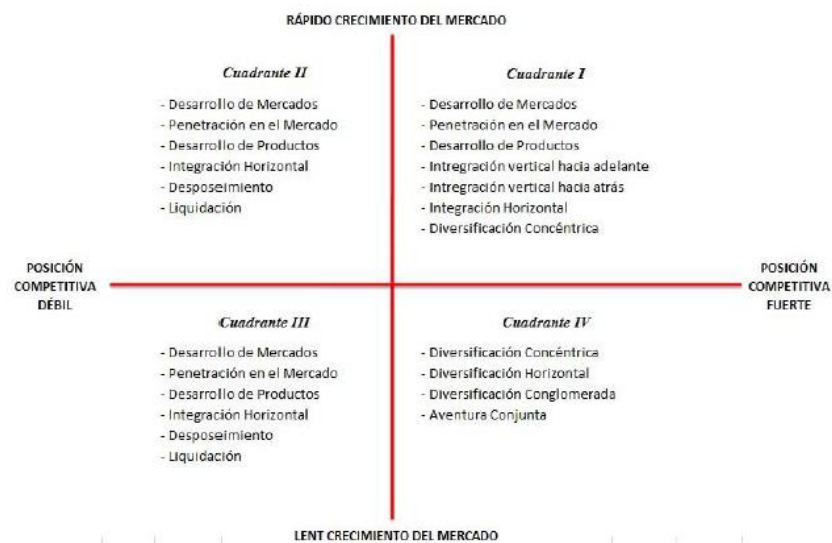 RÁPIDO CRECIMIENTO DEL MERCADO
Cuadrante II
- Desarrollo de Mercados
- Penetración en el Mercado
- Desarrollo de Productos
- Integración Horizontal
- Desposeimiento
- Liquidación
Cuadrante I
- Desarrollo de Mercados
- Penetración en el Mercado
- Desarrollo de Productos
- Intregración vertical hacia adelante
- Intregración vertical hacia atrás
- Integración Horizontal
- Diversificación Concéntrica
POSICIÓN
COMPETITIVA
DÉBIL
POSICIÓN
COMPETITIVA
FUERTE
Cuadrante III
- Desarrollo de Mercados
- Penetración en el Mercado
- Desarrollo de Productos
- Integración Horizontal
- Desposeimiento
- Liquidación
Cuadrante IV
- Diversificación Concéntrica
- Diversificación Horizontal
- Diversificación Conglomerada
- Aventura Conjunta
LENT CRECIMIENTO DEL MERCADO